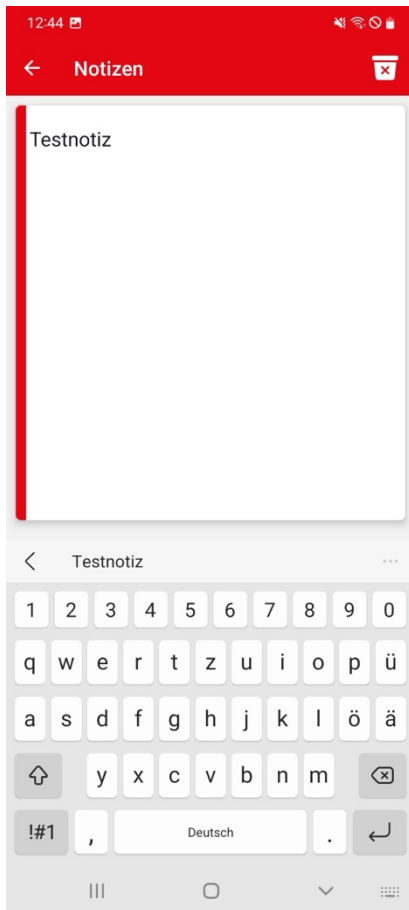 12:44
Notizen
Testnotiz
Testnotiz
1 2 3 4 5 6 7 8 9 0
q w e r t z u i o p ü
a s d f g h j k l ö ä
y x c v b n m
!#1 , Deutsch .